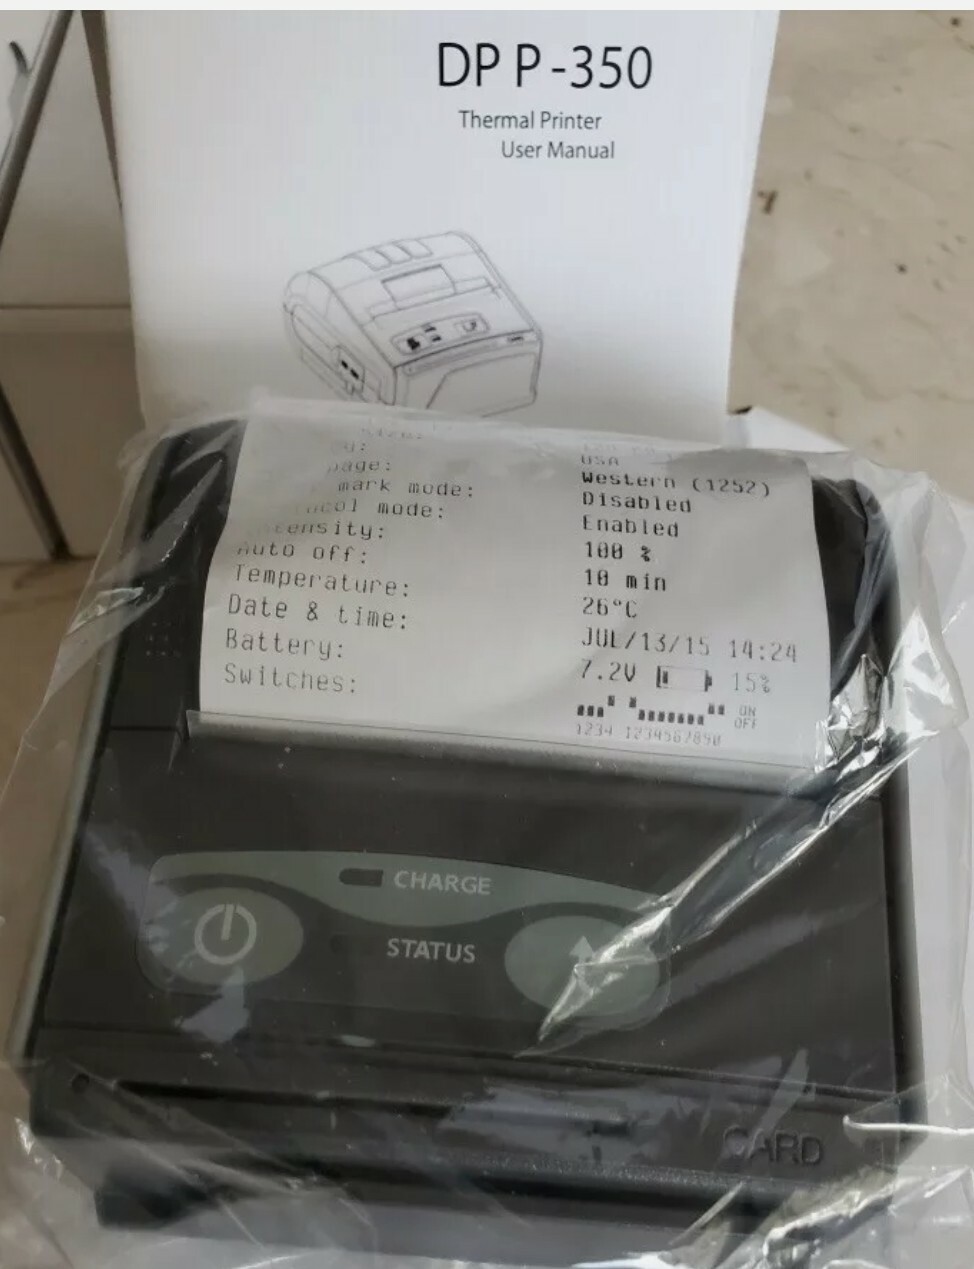 DPP-350
Thermal Printer
User Manual
USA
page: Western (1252)
mark mode: Disabled
mode: Enabled
100 %
Auto off: 10 min
Temperature: 26°C
Date & time: JUL/13/15 14:24
Battery: 7.2V 15%
Switches: ON
OFF
1234 1234567890
CHARGE
STATUS
CARD